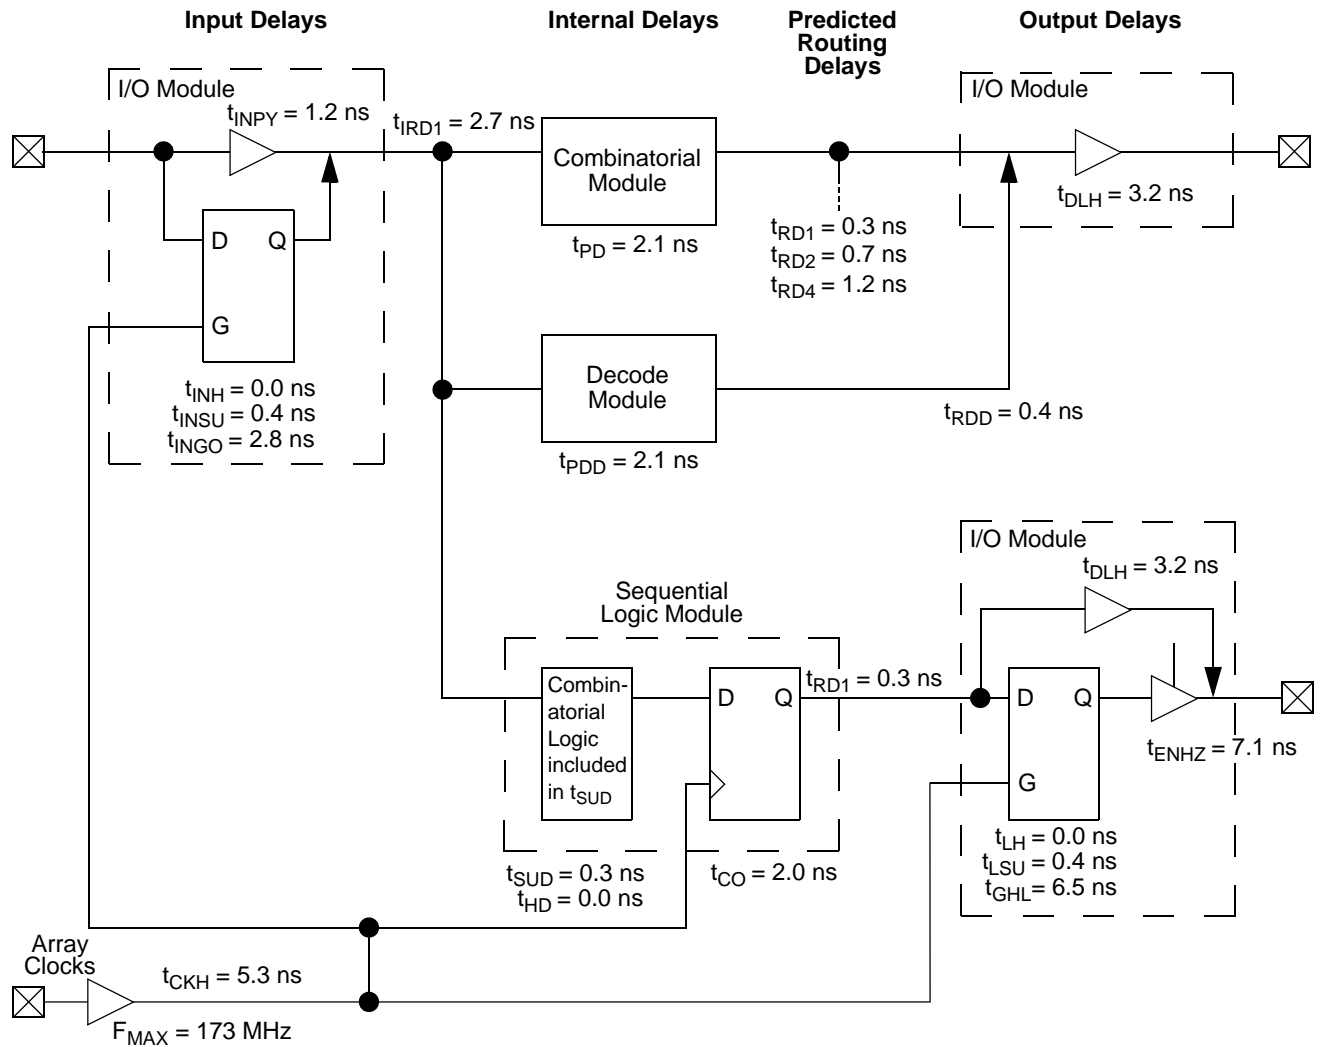 Input Delays
Internal Delays
Predicted
Routing
Delays
Output Delays
I/O Module
tINPY = 1.2 ns
tIRD1 = 2.7 ns
D Q
G
tINH = 0.0 ns
tINSU = 0.4 ns
tINGO = 2.8 ns
Combinatorial
Module
tPD = 2.1 ns
tRD1 = 0.3 ns
tRD2 = 0.7 ns
tRD4 = 1.2 ns
I/O Module
tDLH = 3.2 ns
Decode
Module
tPDD = 2.1 ns
tRDD = 0.4 ns
Sequential
Logic Module
Combin-
atorial
Logic
included
in tSUD
D Q
tRD1 = 0.3 ns
tSUD = 0.3 ns
tHD = 0.0 ns
tCO = 2.0 ns
I/O Module
tDLH = 3.2 ns
D Q
G
tENHZ = 7.1 ns
tLH = 0.0 ns
tLSU = 0.4 ns
tGHL = 6.5 ns
Array
Clocks
tCKH = 5.3 ns
FMAX = 173 MHz